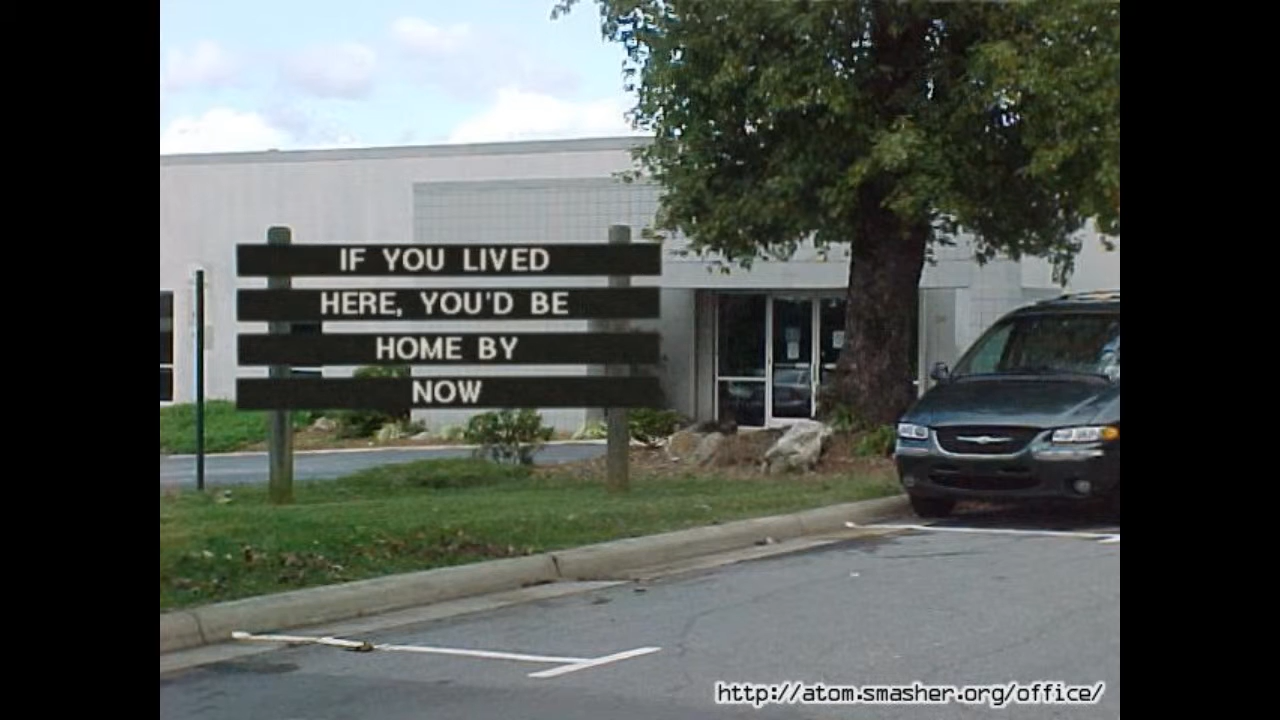 IF YOU LIVED
HERE, YOU'D BE
HOME BY
NOW
http://atom.smasher.org/office/